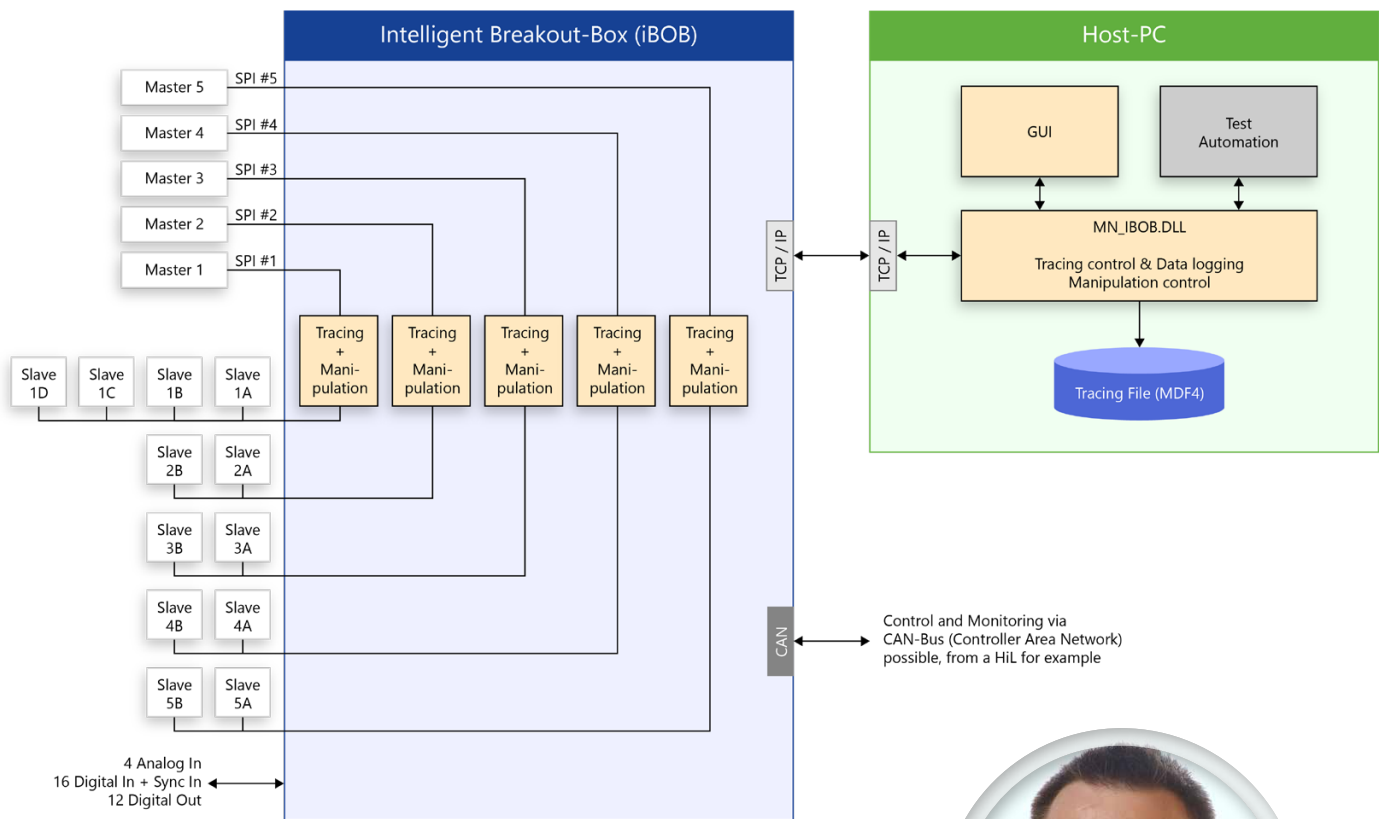 Intelligent Breakout-Box (iBOB)
Host-PC
Master 5
SPI #5
Master 4
SPI #4
Master 3
SPI #3
Master 2
SPI #2
Master 1
SPI #1
GUI
Test
Automation
TCP / IP
TCP / IP
MN_IBOB.DLL
Tracing control & Data logging
Manipulation control
Tracing
+
Mani-
pulation
Tracing
+
Mani-
pulation
Tracing
+
Mani-
pulation
Tracing
+
Mani-
pulation
Tracing
+
Mani-
pulation
Tracing File (MDF4)
Slave
1D
Slave
1C
Slave
1B
Slave
1A
Slave
2B
Slave
2A
Slave
3B
Slave
3A
Slave
4B
Slave
4A
Slave
5B
Slave
5A
CAN
Control and Monitoring via
CAN-Bus (Controller Area Network)
possible, from a HiL for example
4 Analog In
16 Digital In + Sync In
12 Digital Out